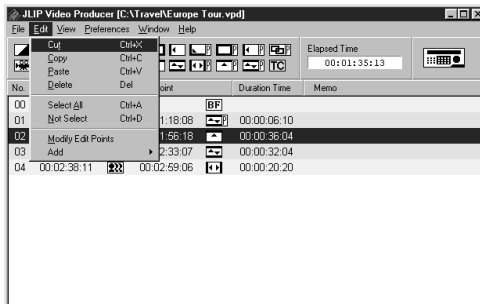 JLIP Video Producer [C:\Travel\Europe Tour.vpd]
File Edit View Preferences Window Help
P P P P Elapsed Time
P P P P TC 00:01:35:13
No. oint Duration Time Memo
Cut Ctrl+X
Copy Ctrl+C
Paste Ctrl+V
Delete Del
Select All Ctrl+A
Not Select Ctrl+D
Modify Edit Points
Add
00 BF
01 1:18:08 P 00:00:06:10
02 1:56:18 00:00:36:04
03 2:33:07 00:00:32:04
04 00:02:38:11 00:02:59:06 00:00:20:20